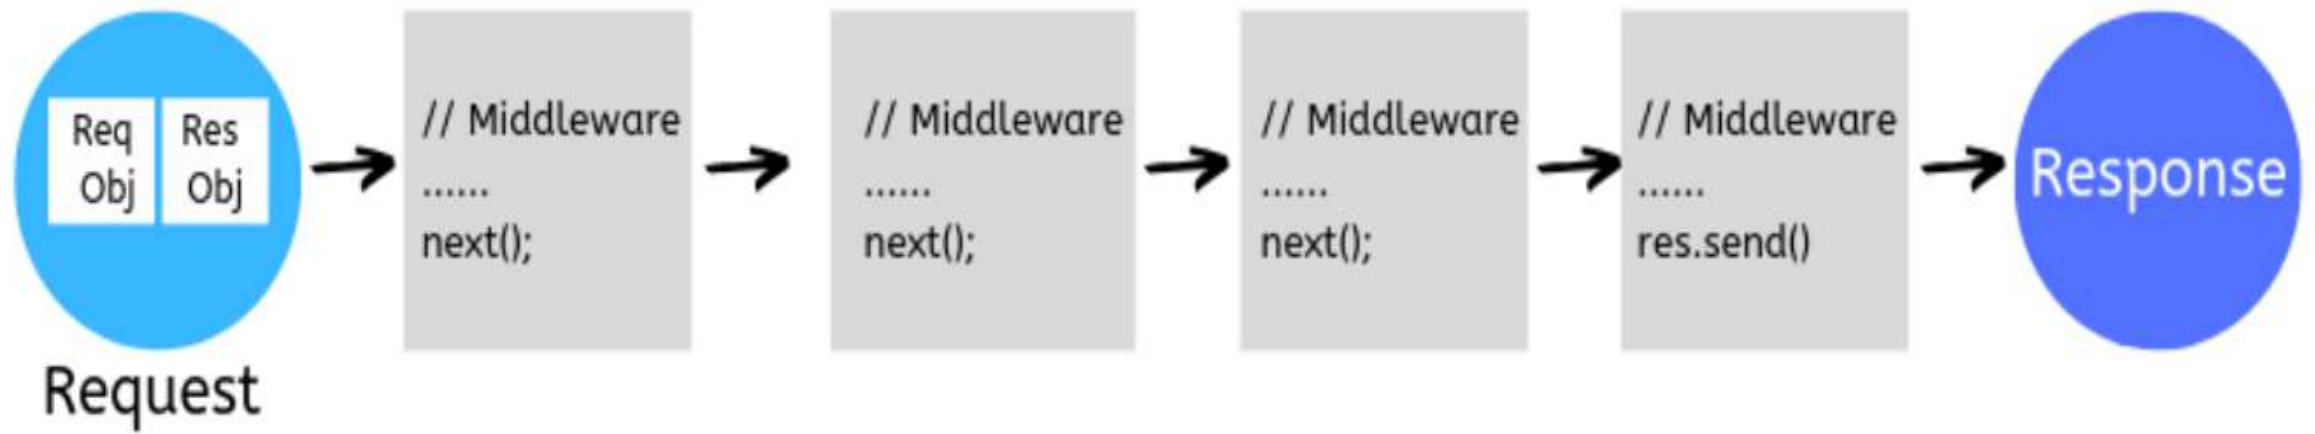 Req
Obj
Res
Obj
Request
// Middleware
......
next();
// Middleware
......
next();
// Middleware
......
next();
// Middleware
......
res.send()
Response